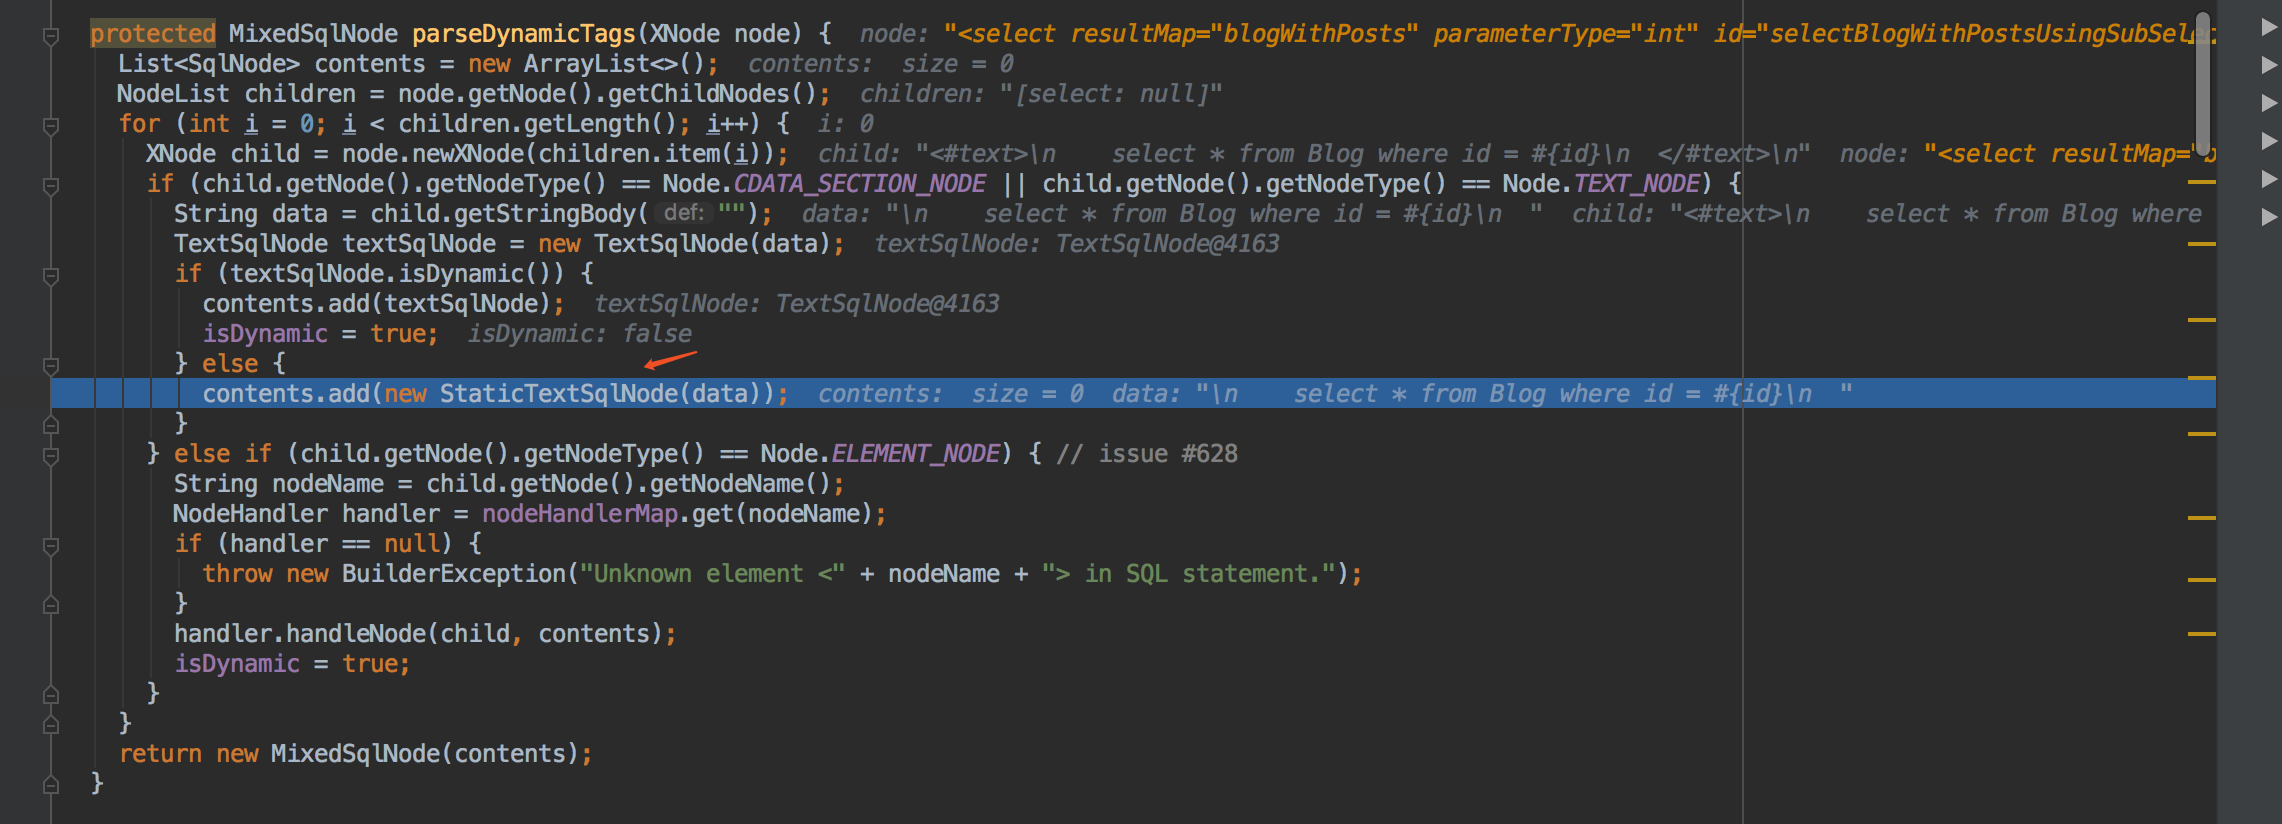 protected MixedSqlNode parseDynamicTags(XNode node) {  node: "<select resultMap="blogWithPosts" parameterType="int" id="selectBlogWithPostsUsingSubSelec
List<SqlNode> contents = new ArrayList<>();  contents:  size = 0
NodeList children = node.getNode().getChildNodes();  children: "[select: null]"
for (int i = 0; i < children.getLength(); i++) {  i: 0
XNode child = node.newXNode(children.item(i));  child: "<#text>\n    select * from Blog where id = #{id}\n  </#text>\n"  node: "<select resultMap="b
if (child.getNode().getNodeType() == Node.CDATA_SECTION_NODE || child.getNode().getNodeType() == Node.TEXT_NODE) {
String data = child.getStringBody( def: "");  data: "\n    select * from Blog where id = #{id}\n  "  child: "<#text>\n    select * from Blog where
TextSqlNode textSqlNode = new TextSqlNode(data);  textSqlNode: TextSqlNode@4163
if (textSqlNode.isDynamic()) {
contents.add(textSqlNode);  textSqlNode: TextSqlNode@4163
isDynamic = true;  isDynamic: false
} else {
contents.add(new StaticTextSqlNode(data));  contents:  size = 0  data: "\n    select * from Blog where id = #{id}\n  "
}
} else if (child.getNode().getNodeType() == Node.ELEMENT_NODE) { // issue #628
String nodeName = child.getNode().getNodeName();
NodeHandler handler = nodeHandlerMap.get(nodeName);
if (handler == null) {
throw new BuilderException("Unknown element <" + nodeName + "> in SQL statement.");
}
handler.handleNode(child, contents);
isDynamic = true;
}
}
return new MixedSqlNode(contents);
}